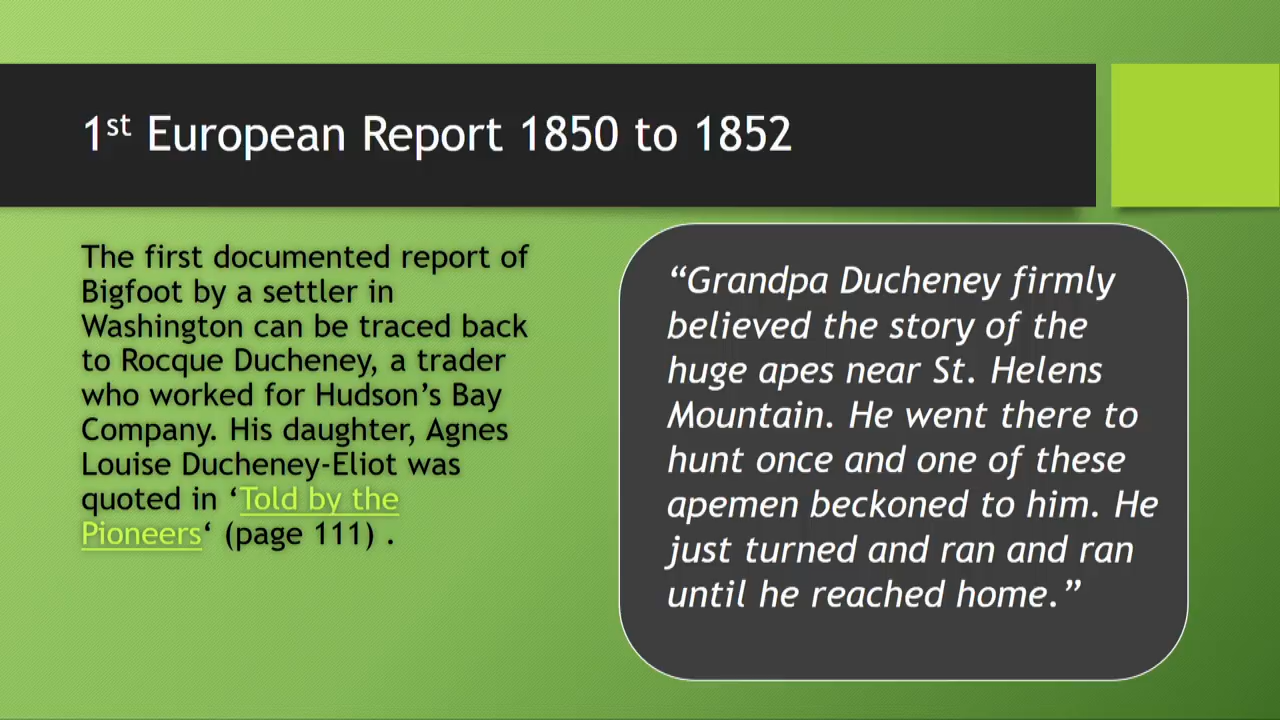 1st European Report 1850 to 1852
The first documented report of
Bigfoot by a settler in
Washington can be traced back
to Rocque Ducheney, a trader
who worked for Hudson’s Bay
Company. His daughter, Agnes
Louise Ducheney-Eliot was
quoted in ‘Told by the
Pioneers‘ (page 111) .
“Grandpa Ducheney firmly
believed the story of the
huge apes near St. Helens
Mountain. He went there to
hunt once and one of these
apemen beckoned to him. He
just turned and ran and ran
until he reached home.”